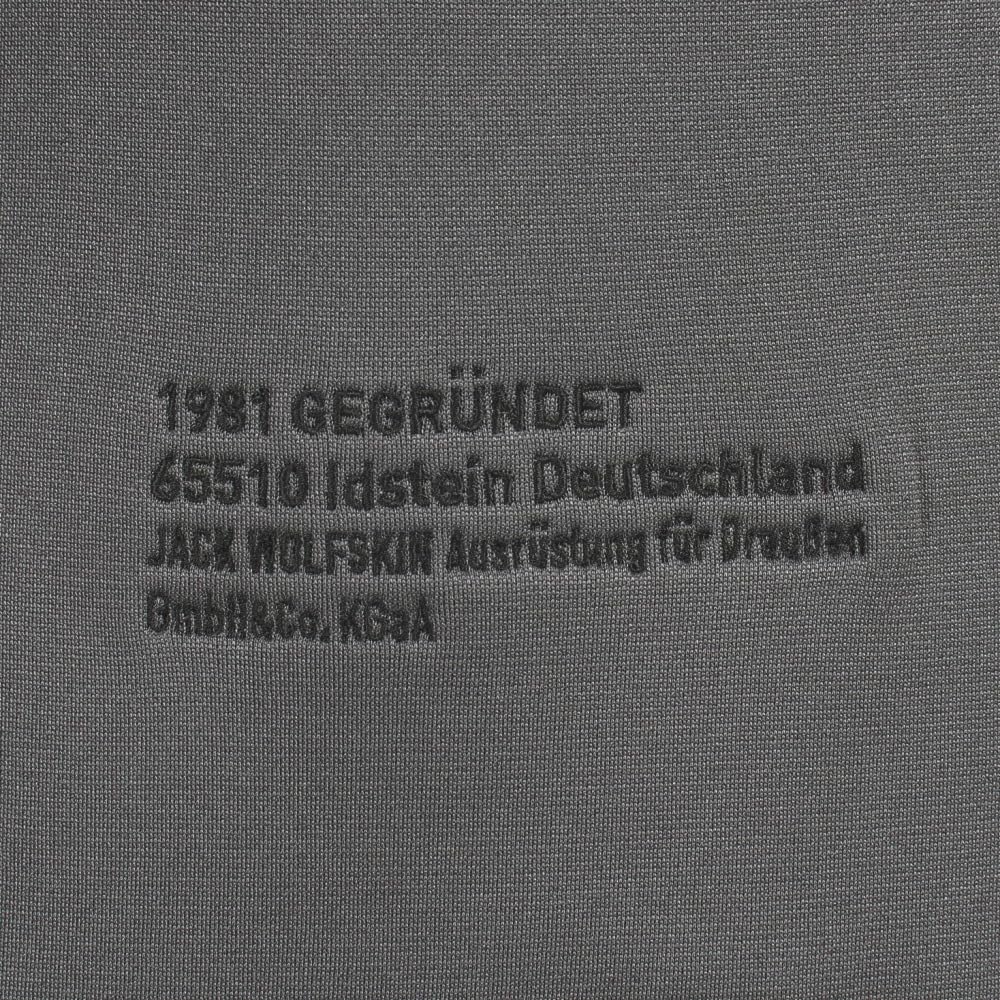 1981 GEGRÜNDET
65510 Idstein Deutschland
JACK WOLFSKIN Ausrüstung für Draußen
GmbH&Co. KGaA